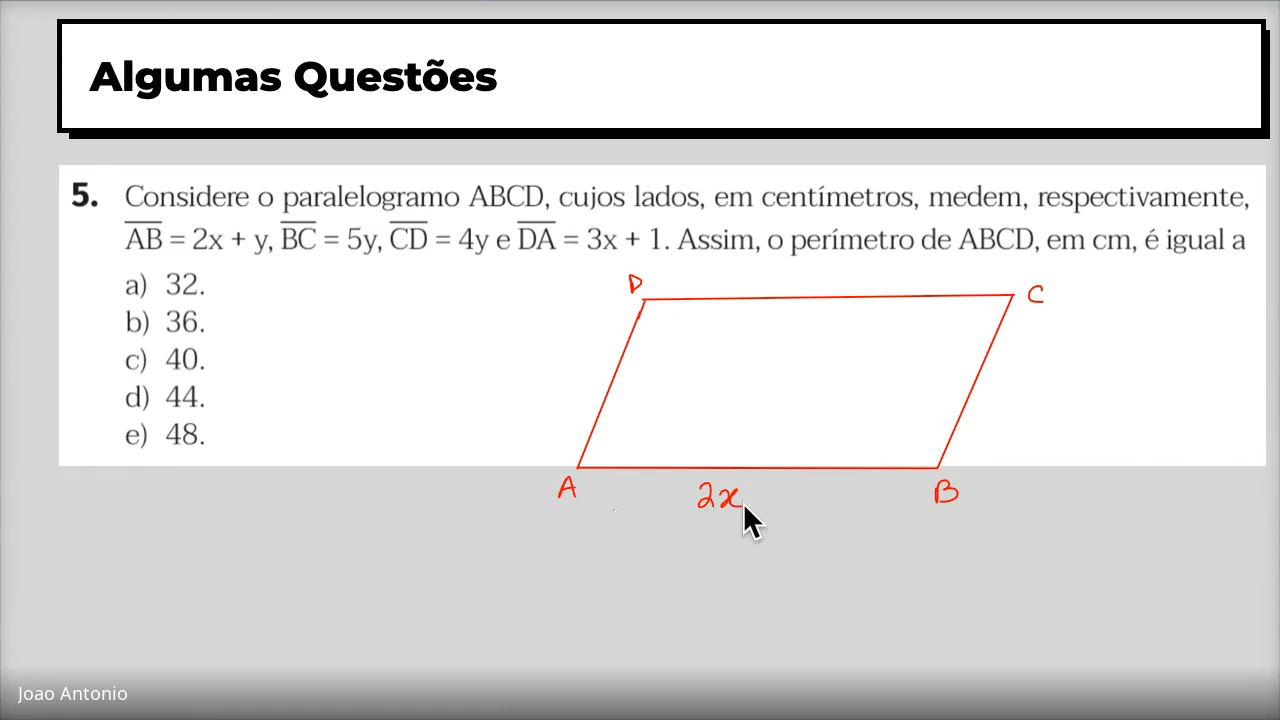 Algumas Questões
5. Considere o paralelogramo ABCD, cujos lados, em centímetros, medem, respectivamente,
AB = 2x + y, BC = 5y, CD = 4y e DA = 3x + 1. Assim, o perímetro de ABCD, em cm, é igual a
a) 32.
b) 36.
c) 40.
d) 44.
e) 48.
D
C
A
2x
B
Joao Antonio